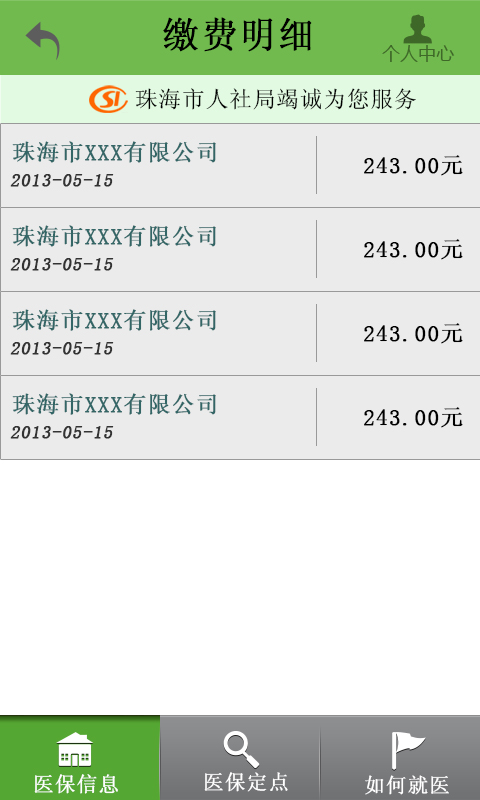 缴费明细
个人中心
SI 珠海市人社局竭诚为您服务
珠海市XXX有限公司
2013-05-15
243.00元
珠海市XXX有限公司
2013-05-15
243.00元
珠海市XXX有限公司
2013-05-15
243.00元
珠海市XXX有限公司
2013-05-15
243.00元
医保信息
医保定点
如何就医